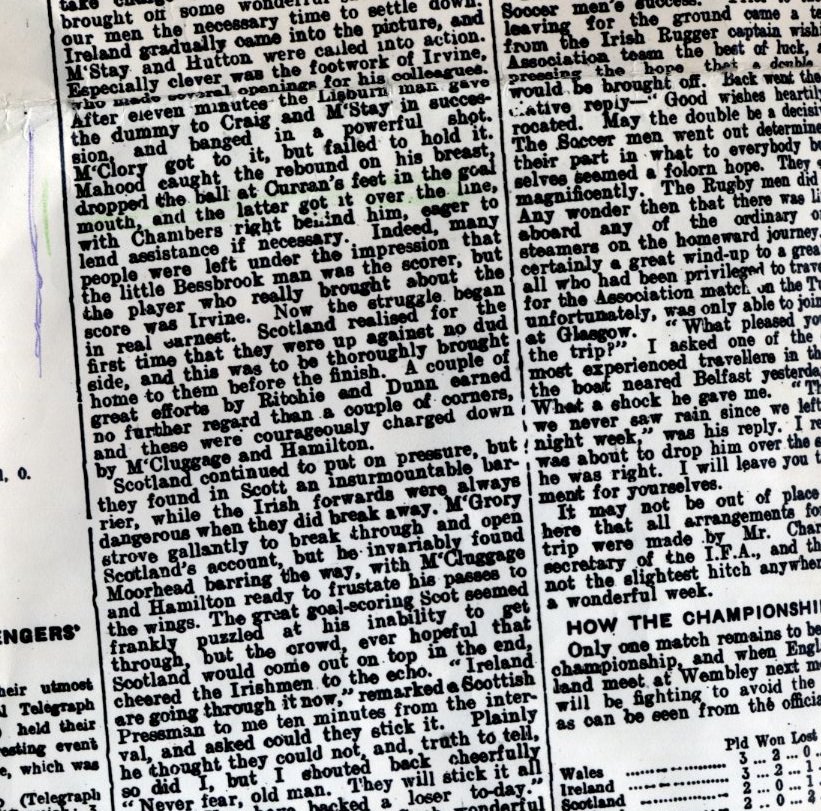 brought off some wonderful
our men the necessary time to settle down.
Ireland gradually came into the picture, and
M'Stay and Hutton were called into action.
Especially clever was the footwork of Irvine,
who made several openings for his colleagues.
After eleven minutes the Lisburn man gave
the dummy to Craig and M'Stay in succes-
sion, and banged in a powerful shot.
M'Clory got to it, but failed to hold it.
Mahood caught the rebound on his breast,
dropped the ball at Curran's feet in the goal
mouth, and the latter got it over the line,
with Chambers right behind him, eager to
lend assistance if necessary. Indeed, many
people were left under the impression that
the little Bessbrook man was the scorer, but
the player who really brought about the
score was Irvine. Now the struggle began
in real earnest. Scotland realised for the
first time that they were up against no dud
side, and this was to be thoroughly brought
home to them before the finish. A couple of
great efforts by Ritchie and Dunn earned
no further regard than a couple of corners,
and these were courageously charged down
by M'Cluggage and Hamilton.
Scotland continued to put on pressure, but
they found in Scott an insurmountable bar-
rier, while the Irish forwards were always
dangerous when they did break away. M'Grory
strove gallantly to break through and open
Scotland's account, but he invariably found
Moorhead barring the way, with M'Cluggage
and Hamilton ready to frustate his passes to
the wings. The great goal-scoring Scot seemed
frankly puzzled at his inability to get
through, but the crowd, ever hopeful that
Scotland would come out on top in the end,
cheered the Irishmen to the echo. "Ireland
are going through it now," remarked a Scottish
Pressman to me ten minutes from the inter-
val, and asked could they stick it. Plainly
he thought they could not, and, truth to tell,
so did I, but I shouted back cheerfully
"Never fear, old man. They will stick it all
backed a loser to-day."
wonderful
Soccer men's success.
leaving for the ground came a
from the Irish Rugger captain
Association team the best of luck,
pressing the hope that a double
would be brought off. Back went the
reply—"Good wishes heartily
rocated. May the double be a
The Soccer men went out
their part in what to everybody
selves seemed a folorn hope. They
magnificently. The Rugby men did
Any wonder then that there was
aboard any of the ordinary
steamers on the homeward journey.
certainly a great wind-up to a
all who had been privileged to
for the Association match on the
unfortunately, was only able to join
at Glasgow. "What pleased
the trip?" I asked one of the
most experienced travellers in
the boat neared Belfast
What a shock he gave me.
we never saw rain since we left
night week," was his reply. I
was about to drop him over the
he was right. I will leave you
ment for yourselves.
It may not be out of place
here that all arrangements
trip were made by Mr.
secretary of the I.F.A., and
not the slightest hitch
a wonderful week.
HOW THE
Only one match remains to be
championship, and when
land meet at Wembley next
will be fighting to avoid the
as can be seen from the
Pld Won Lost
Wales 3 .. 2 .. 0
Ireland 3 .. 2 .. 1
Scotland 2 .. 0 .. 1
I. O.
ENGERS'
heir utmost
Telegraph
held their
resting event
e, which was
(Telegraph